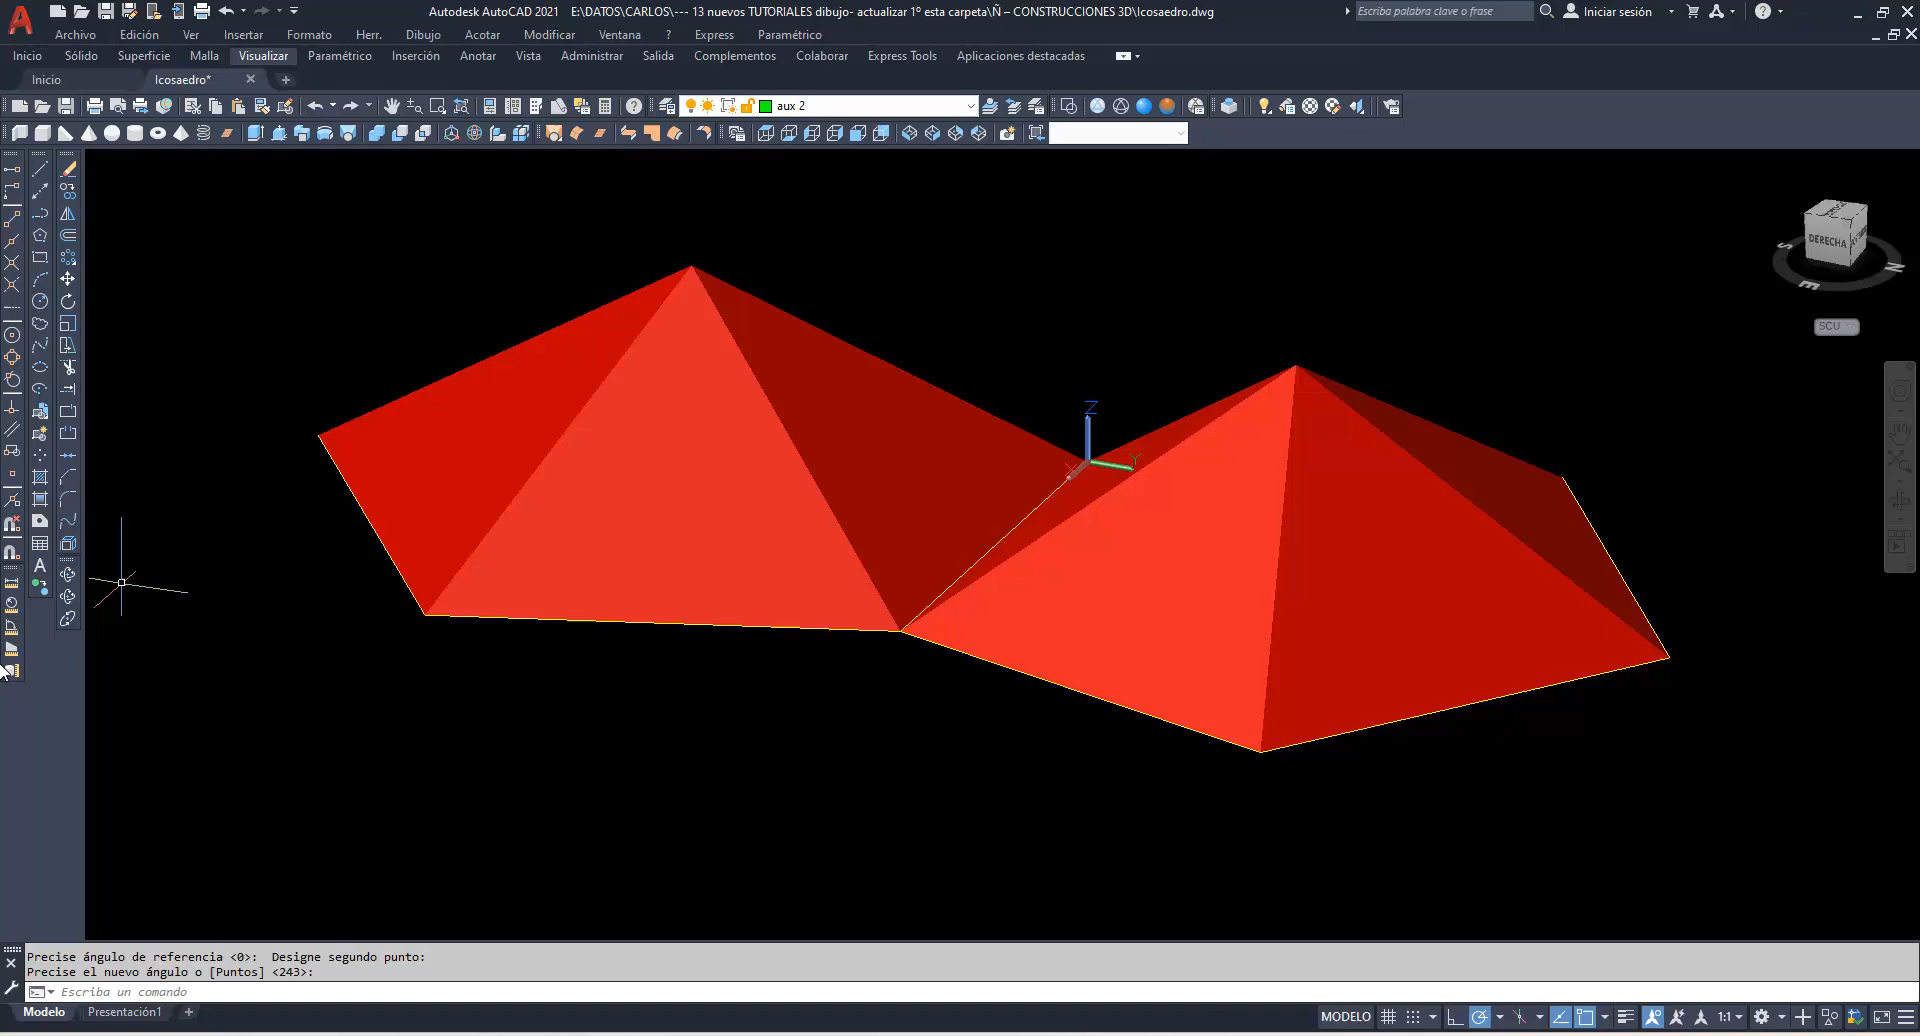 Autodesk AutoCAD 2021 E:\DATOS\CARLOS\--- 13 nuevos TUTORIALES dibujo- actualizar 1º esta carpeta\Ñ – CONSTRUCCIONES 3D\Icosaedro.dwg
Escriba palabra clave o frase
Iniciar sesión
Archivo Edición Ver Insertar Formato Herr. Dibujo Acotar Modificar Ventana ? Express Paramétrico
Inicio Sólido Superficie Malla Visualizar Paramétrico Inserción Anotar Vista Administrar Salida Complementos Colaborar Express Tools Aplicaciones destacadas
Inicio Icosaedro*
aux 2
DERECHA
S
N
E
SCU
Z
X
Y
A
Precise ángulo de referencia <0>: Designe segundo punto:
Precise el nuevo ángulo o [Puntos] <243>:
Escriba un comando
Modelo Presentación1 +
MODELO
1:1